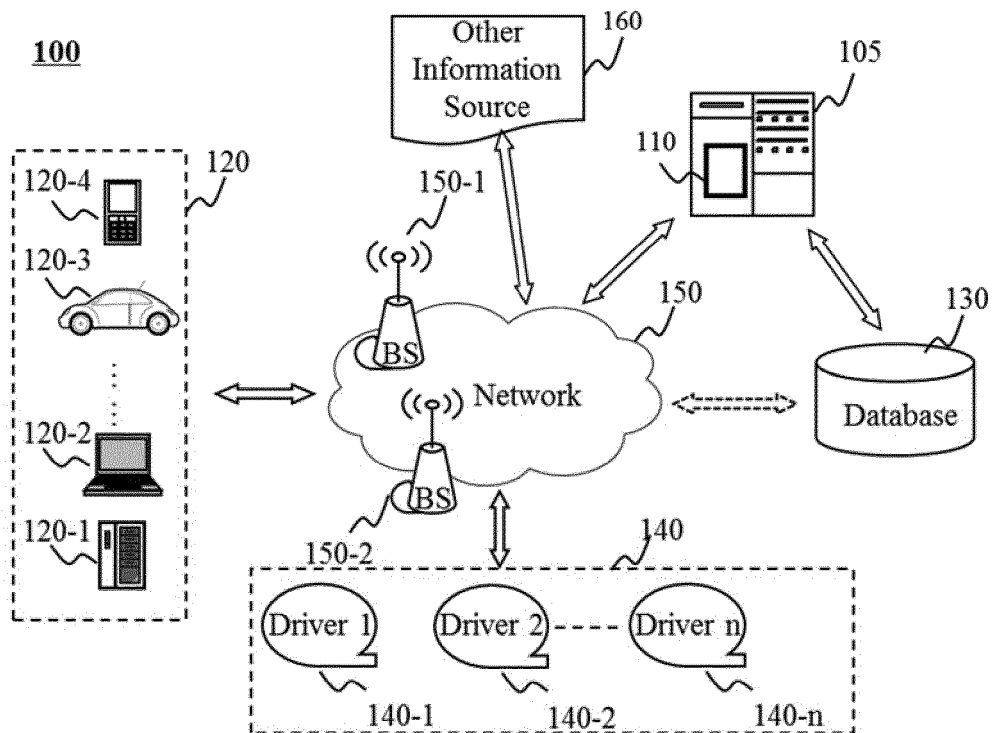 100
Other
Information
Source
160
105
110
120
120-4
150-1
120-3
150
130
BS
Network
Database
120-2
BS
120-1
150-2
140
Driver 1
Driver 2
Driver n
140-1
140-2
140-n